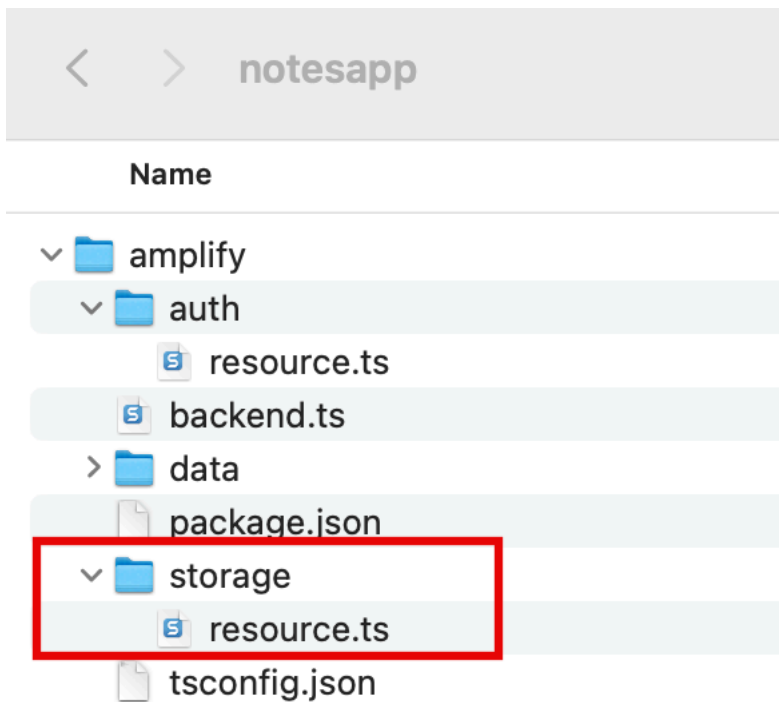 notesapp
Name
amplify
auth
resource.ts
backend.ts
data
package.json
storage
resource.ts
tsconfig.json